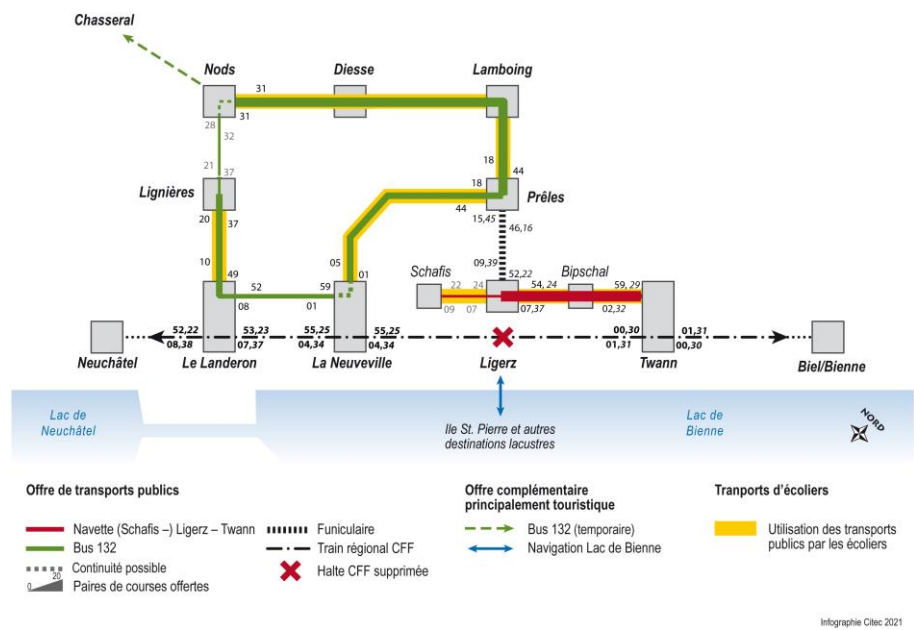 Chasseral
Nods
Diesse
Lamboing
31
31
28
32
18
44
21
37
18
Lignières
Prêles
44
20
37
15,45
46,16
10
49
05
01
09,39
52,22
Schafis
22
24
Bipschal
54, 24
59, 29
52
59
08
01
09
07
07,37
02,32
52,22
53,23
55,25
55,25
00,30
01,31
08,38
07,37
04,34
04,34
01,31
00,30
Neuchâtel
Le Landeron
La Neuveville
Ligerz
Twann
Biel/Bienne
Lac de
Neuchâtel
Ile St. Pierre et autres
destinations lacustres
Lac de
Bienne
NORD
Offre de transports publics
Navette (Schafis –) Ligerz – Twann
Bus 132
Continuité possible
0 20
Paires de courses offertes
Funiculaire
Train régional CFF
Halte CFF supprimée
Offre complémentaire
principalement touristique
Bus 132 (temporaire)
Navigation Lac de Bienne
Tranports d'écoliers
Utilisation des transports
publics par les écoliers
Infographie Citec 2021